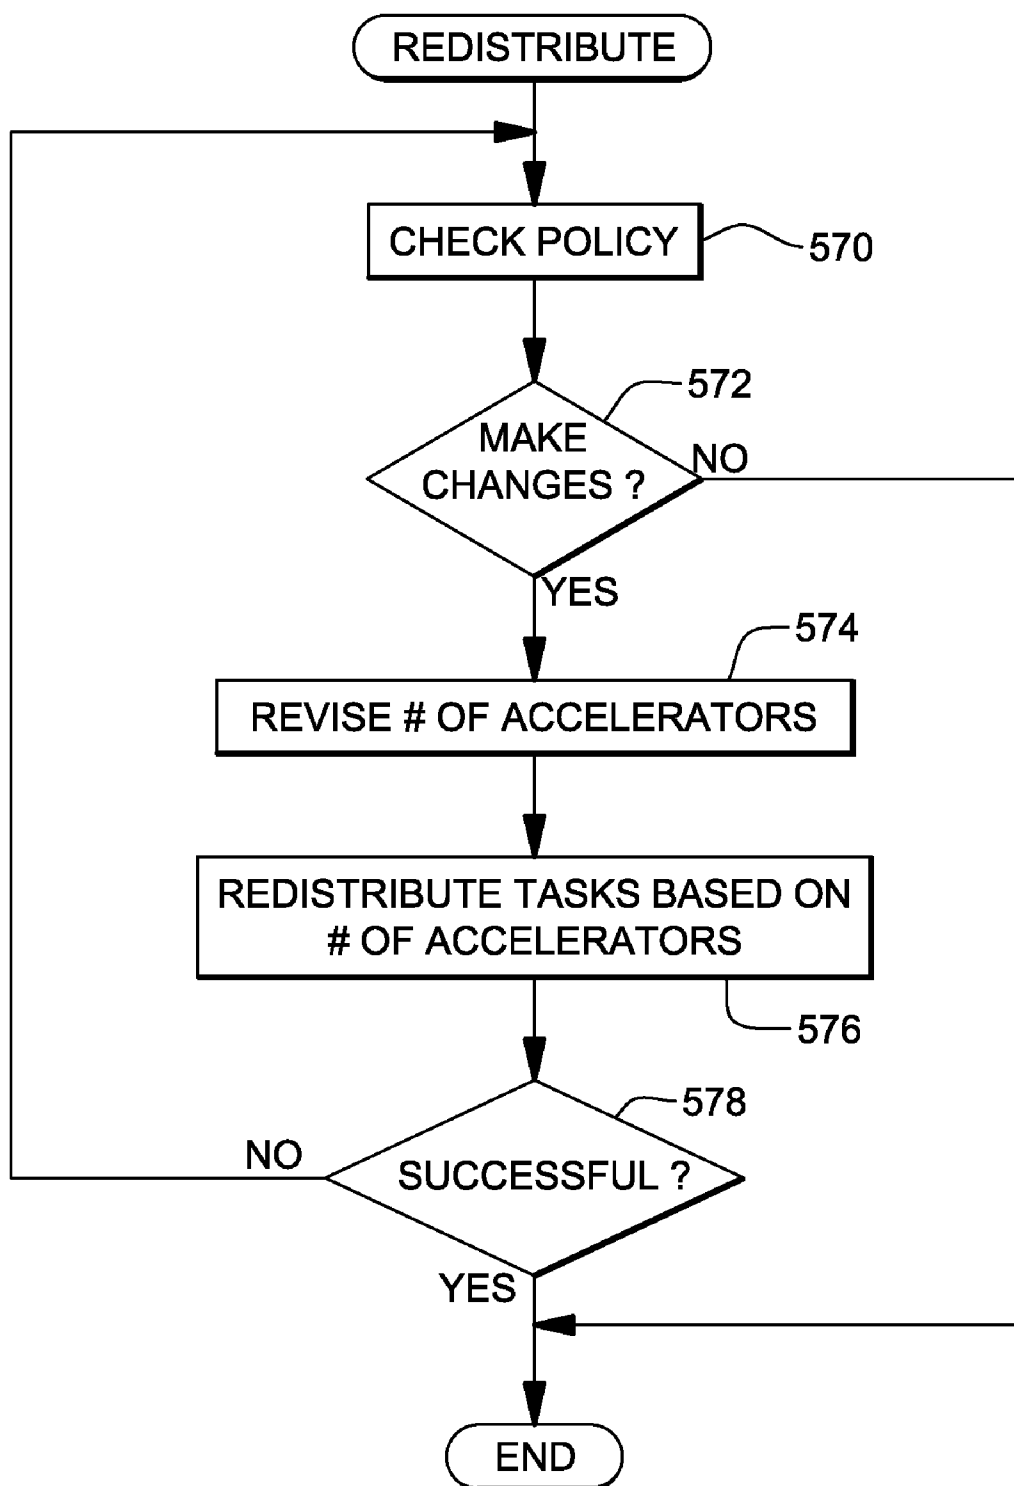 REDISTRIBUTE
CHECK POLICY
570
572
MAKE
CHANGES ?
NO
YES
574
REVISE # OF ACCELERATORS
REDISTRIBUTE TASKS BASED ON
# OF ACCELERATORS
576
578
NO
SUCCESSFUL ?
YES
END